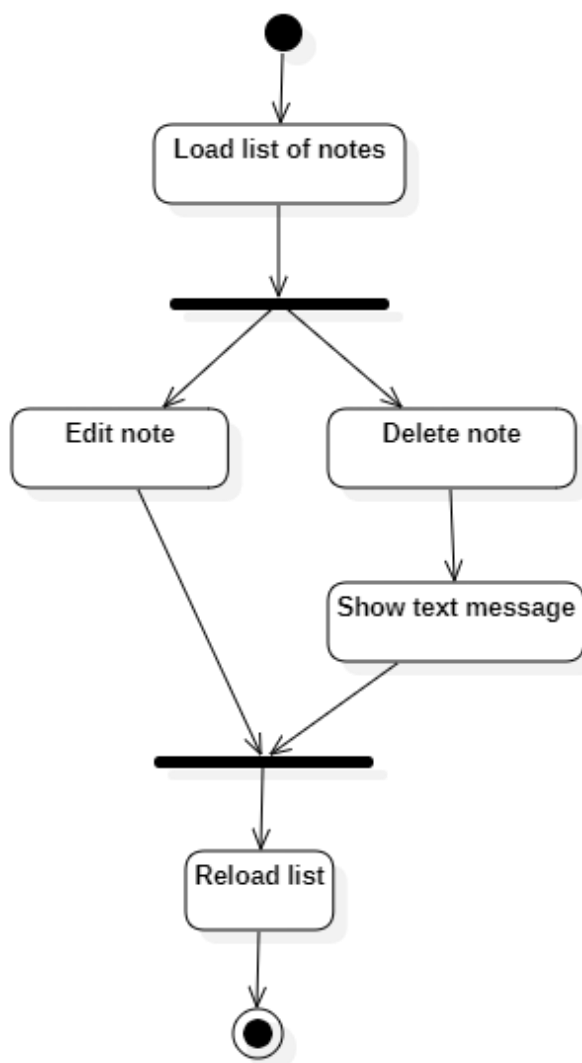 Load list of notes
Edit note
Delete note
Show text message
Reload list